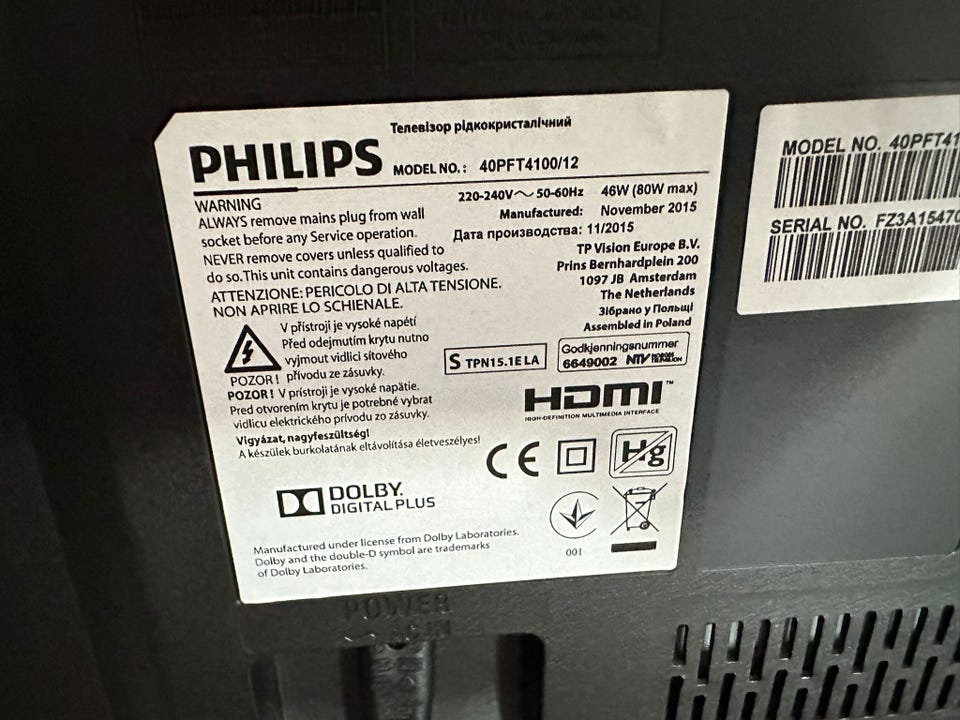 Телевізор рідкокристалічний
PHILIPS MODEL NO.: 40PFT4100/12
220-240V～ 50-60Hz 46W (80W max)
Manufactured: November 2015
Дата производства: 11/2015
TP Vision Europe B.V.
Prins Bernhardplein 200
1097 JB Amsterdam
The Netherlands
Зібрано у Польщі
Assembled in Poland
WARNING
ALWAYS remove mains plug from wall
socket before any Service operation.
NEVER remove covers unless qualified to
do so. This unit contains dangerous voltages.
ATTENZIONE: PERICOLO DI ALTA TENSIONE.
NON APRIRE LO SCHIENALE.
V přístroji je vysoké napětí
Před odejmutím krytu nutno
vyjmout vidlici síťového
POZOR! přívodu ze zásuvky.
POZOR! V prístroji je vysoké napätie.
Pred otvorením krytu je potrebné vybrat
vidlicu elektrického prívodu zo zásuvky.
Vigyázat, nagyfeszültség!
A készülek burkolatának eltávolítása életveszélyes!
S TPN15.1E LA
Godkjenningsnummer
6649002 NTV
HDMI™
HIGH-DEFINITION MULTIMEDIA INTERFACE
CE
Hg
DOLBY
DIGITAL PLUS
001
Manufactured under license from Dolby Laboratories.
Dolby and the double-D symbol are trademarks
of Dolby Laboratories.
MODEL NO. 40PFT41
SERIAL NO. FZ3A15470
POWER